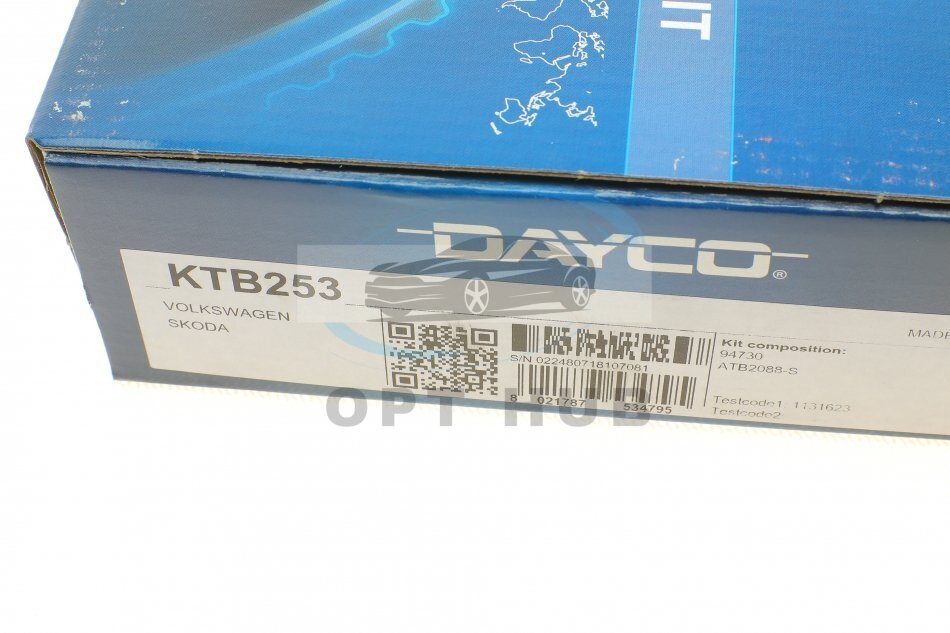 IT
DAYCO®
KTB253
VOLKSWAGEN
SKODA
S/N 022480718107081
8 021787 534795
MADE
Kit composition:
94730
ATB2088-S
Testcode1: 1131623
Testcode2:
OPT HUB